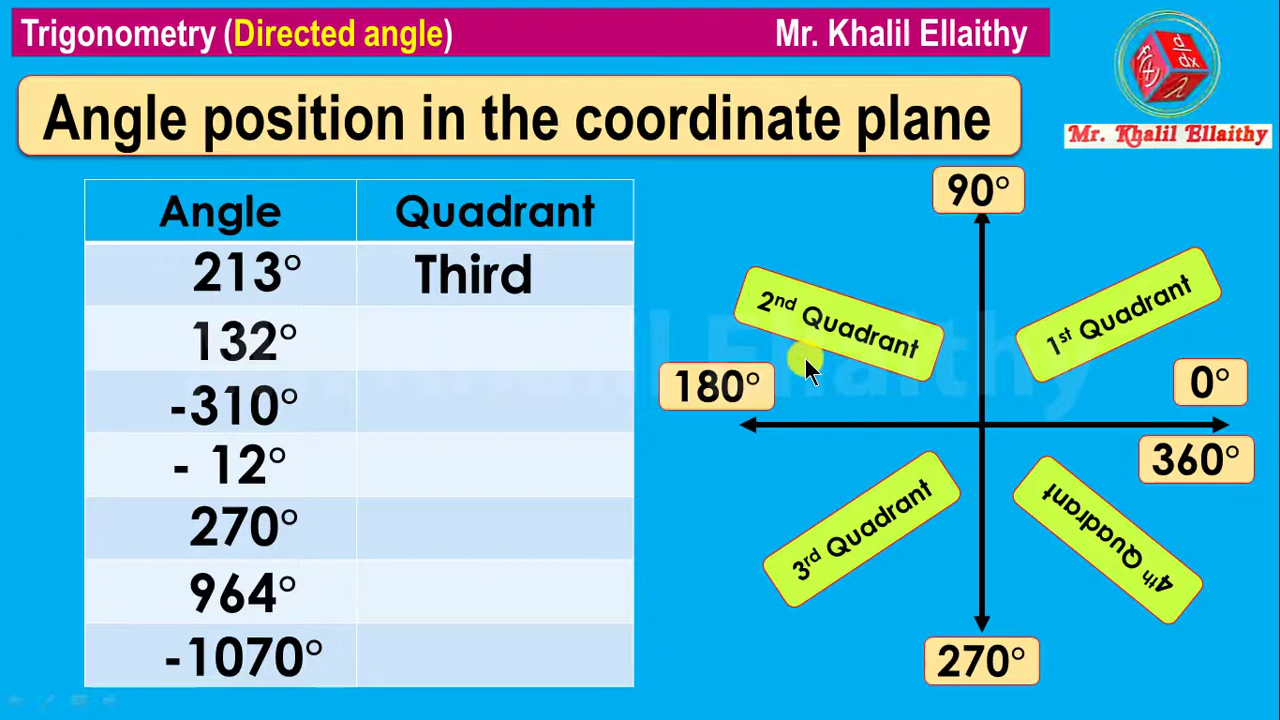 Trigonometry (Directed angle) Mr. Khalil Ellaithy
Angle position in the coordinate plane
Mr. Khalil Ellaithy
Angle Quadrant
213° Third
132°
-310°
- 12°
270°
964°
-1070°
90°
2nd Quadrant
1st Quadrant
180°
0°
360°
3rd Quadrant
4th Quadrant
270°